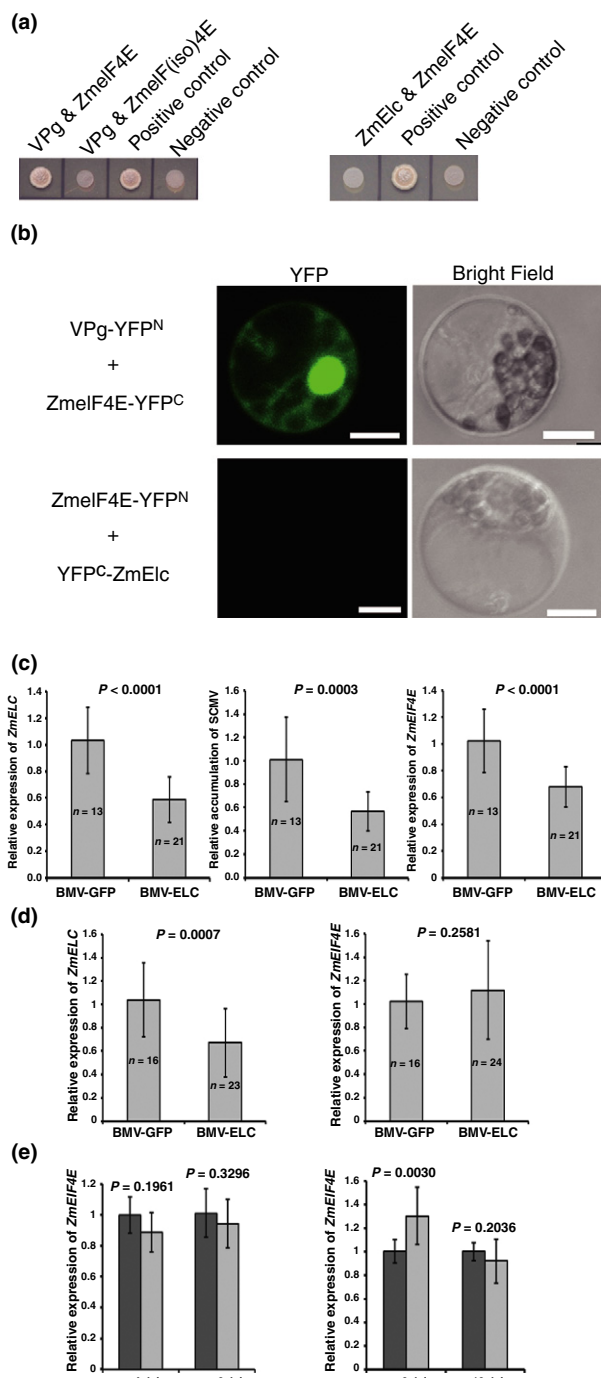 (a)
VPg & ZmeIF4E
VPg & ZmeIF(iso)4E
Positive control
Negative control
ZmElc & ZmeIF4E
Positive control
Negative control
(b)
YFP
Bright Field
VPg-YFPᴺ
+
ZmeIF4E-YFPᶜ
ZmeIF4E-YFPᴺ
+
YFPᶜ-ZmElc
(c)
P < 0.0001
Relative expression of ZmELC
1.4
1.2
1.0
0.8
0.6
0.4
0.2
0.0
n = 13
n = 21
BMV-GFP
BMV-ELC
P = 0.0003
Relative accumulation of SCMV
1.6
1.4
1.2
1.0
0.8
0.6
0.4
0.2
0
n = 13
n = 21
BMV-GFP
BMV-ELC
P < 0.0001
Relative expression of ZmEIF4E
1.4
1.2
1
0.8
0.6
0.4
0.2
0
n = 13
n = 21
BMV-GFP
BMV-ELC
(d)
P = 0.0007
Relative expression of ZmELC
1.6
1.4
1.2
1
0.8
0.6
0.4
0.2
0
n = 16
n = 23
BMV-GFP
BMV-ELC
P = 0.2581
Relative expression of ZmEIF4E
1.6
1.4
1.2
1
0.8
0.6
0.4
0.2
0
n = 16
n = 24
BMV-GFP
BMV-ELC
(e)
P = 0.1961
P = 0.3296
Relative expression of ZmEIF4E
1.2
1
0.8
0.6
0.4
0.2
0
P = 0.0030
P = 0.2036
Relative expression of ZmEIF4E
1.8
1.6
1.4
1.2
1
0.8
0.6
0.4
0.2
0